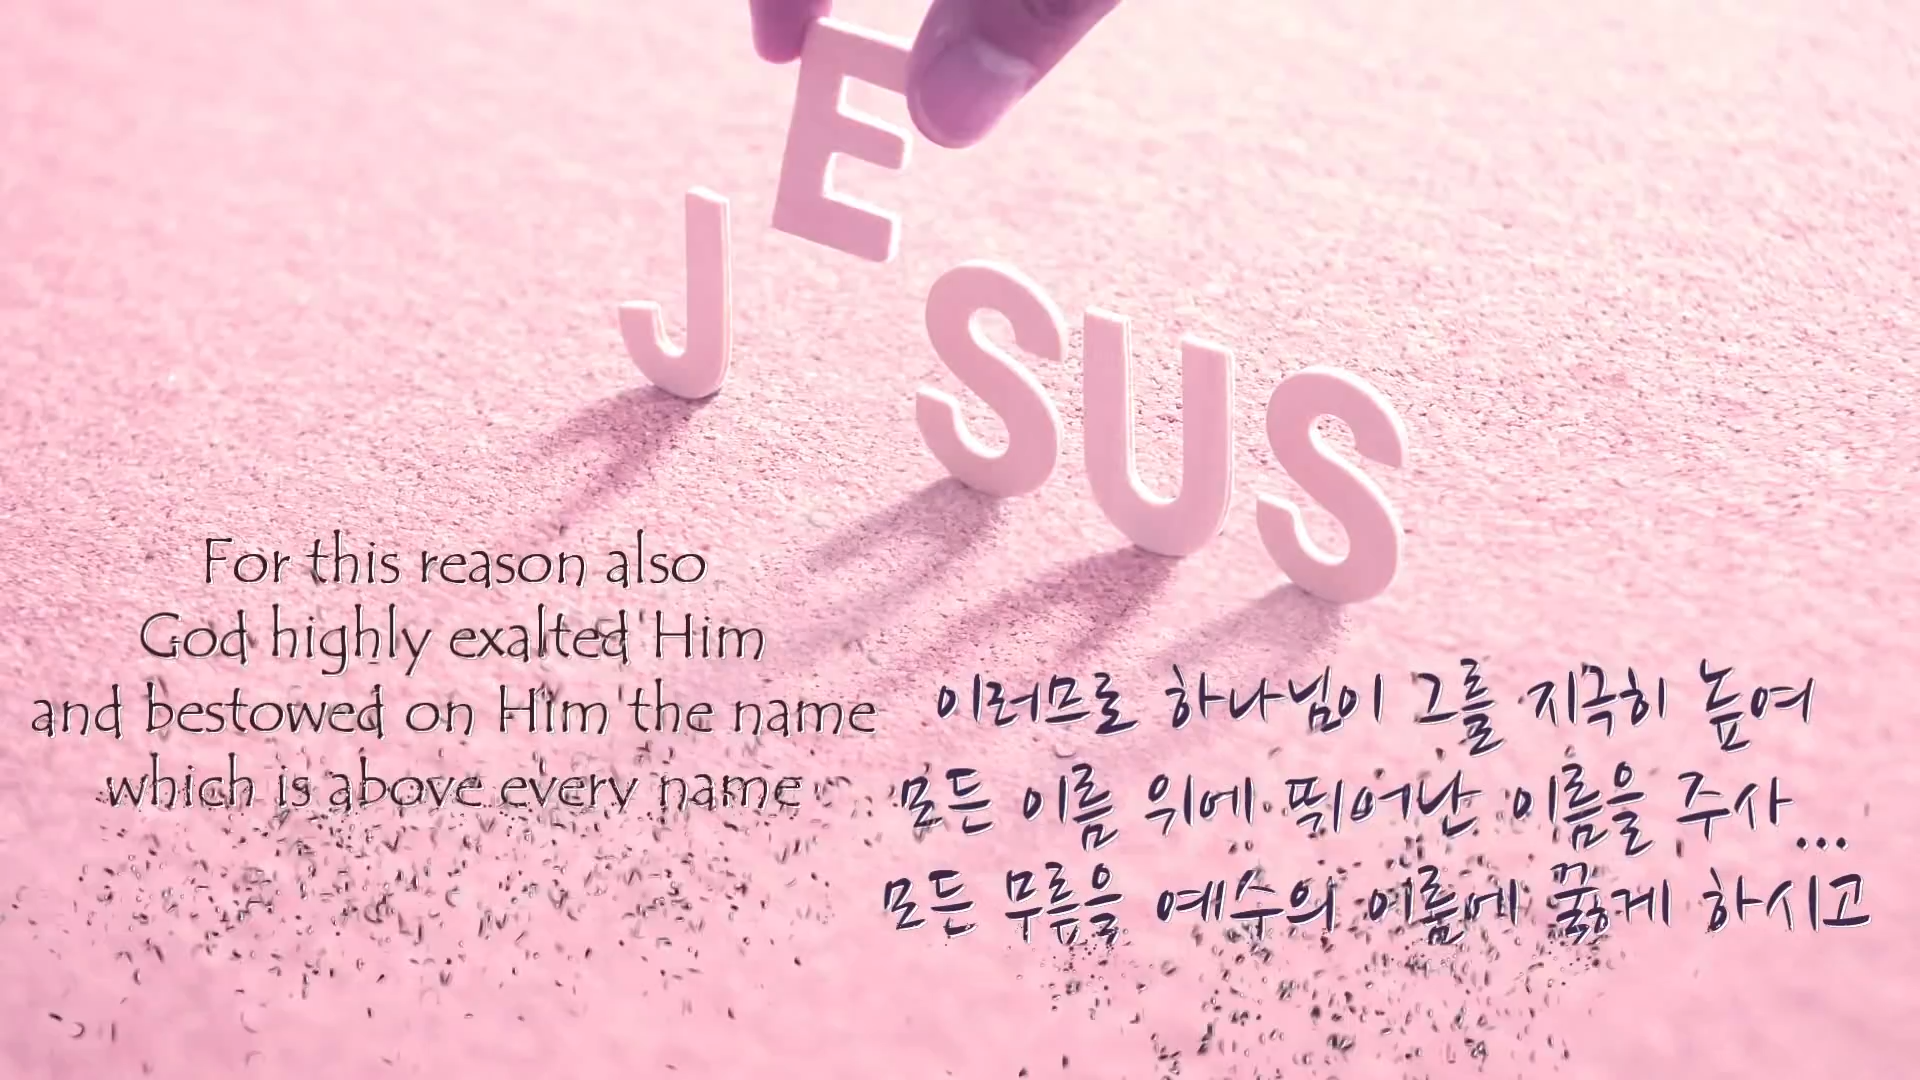 JESUS
For this reason also
God highly exalted Him
and bestowed on Him the name
which is above every name
이러므로 하나님이 그를 지극히 높여
모든 이름 위에 뛰어난 이름을 주사...
모든 무릎을 예수의 이름에 꿇게 하시고